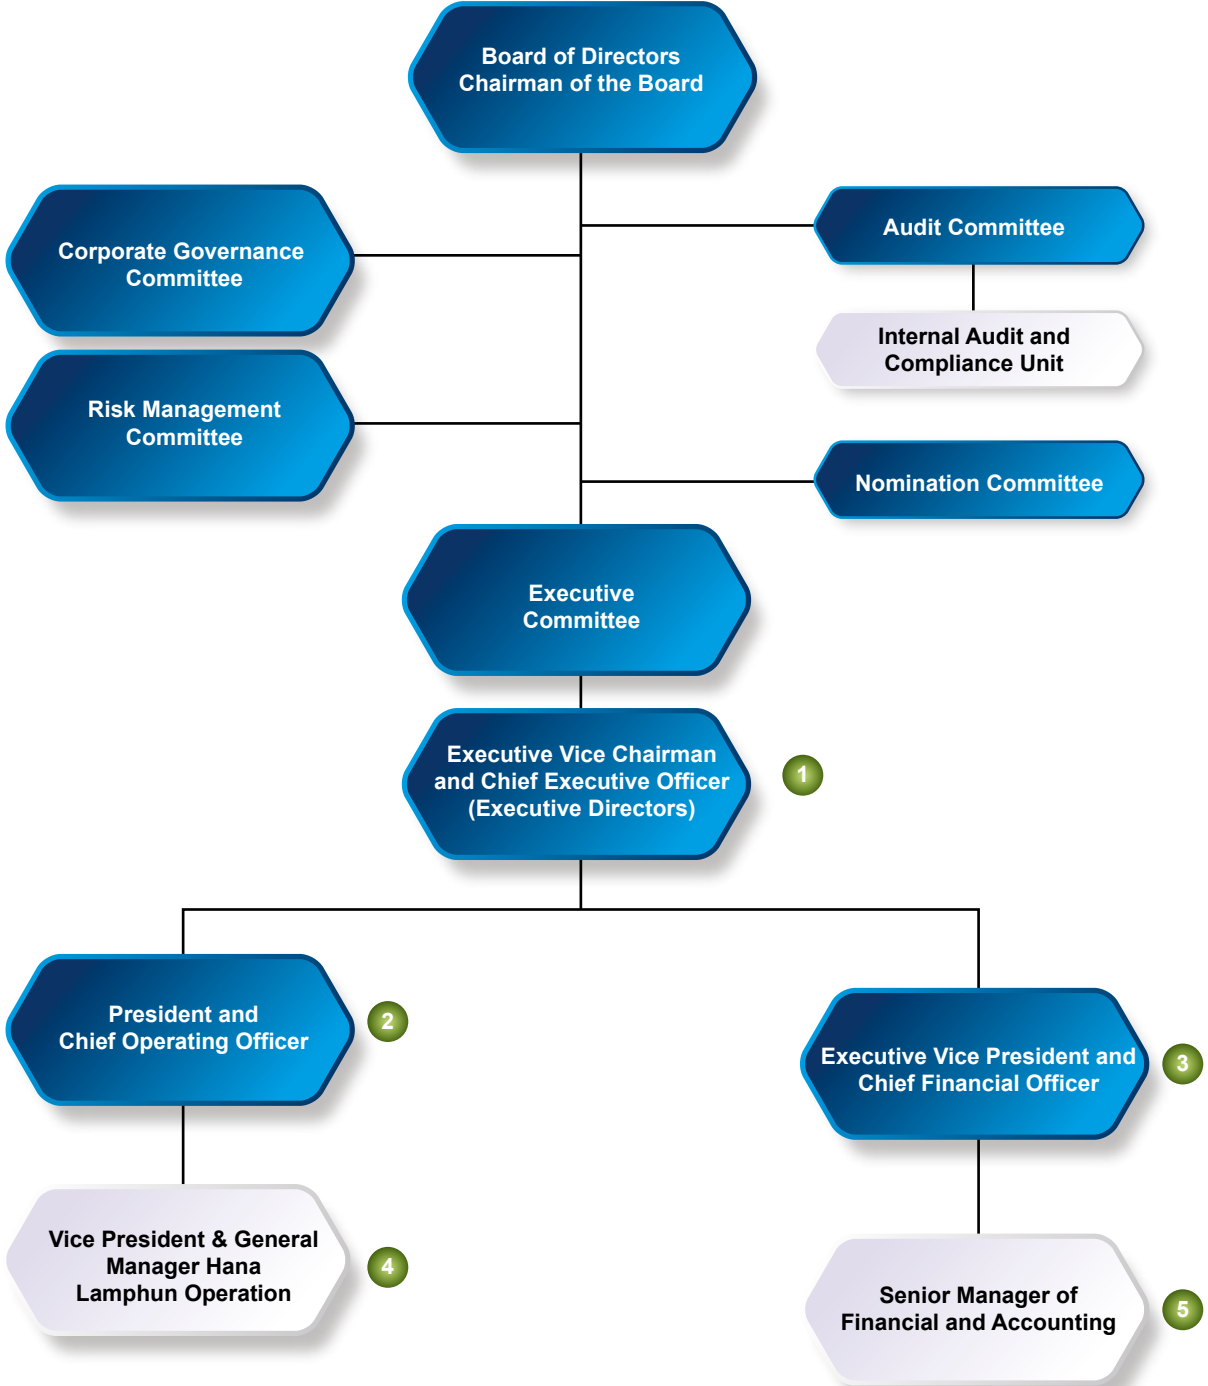 Board of Directors
Chairman of the Board
Corporate Governance
Committee
Audit Committee
Internal Audit and
Compliance Unit
Risk Management
Committee
Nomination Committee
Executive
Committee
Executive Vice Chairman
and Chief Executive Officer
(Executive Directors)
1
President and
Chief Operating Officer
2
Executive Vice President and
Chief Financial Officer
3
Vice President & General
Manager Hana
Lamphun Operation
4
Senior Manager of
Financial and Accounting
5